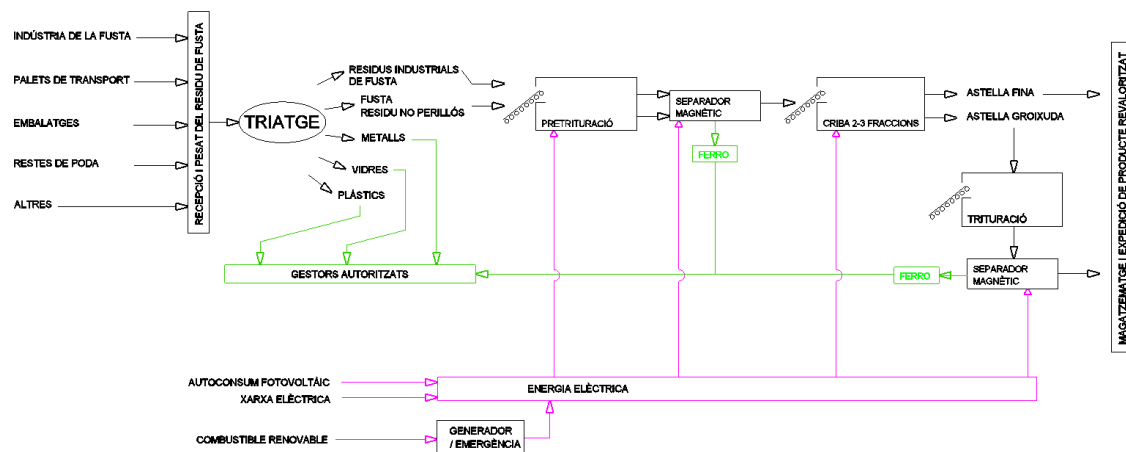 INDÚSTRIA DE LA FUSTA
PALETS DE TRANSPORT
EMBALATGES
RESTES DE PODA
ALTRES
RECEPCIÓ I PESAT DEL RESIDU DE FUSTA
TRIATGE
RESIDUS INDUSTRIALS
DE FUSTA
FUSTA
RESIDU NO PERILLÓS
METALLS
VIDRES
PLÀSTICS
GESTORS AUTORITZATS
PRETRITURACIÓ
SEPARADOR
MAGNÈTIC
FERRO
CRIBA 2-3 FRACCIONS
ASTELLA FINA
ASTELLA GROIXUDA
TRITURACIÓ
SEPARADOR
MAGNÈTIC
FERRO
MAGATZEMATGE I EXPEDICIÓ DE PRODUCTE REVALORITZAT
AUTOCONSUM FOTOVOLTÀIC
XARXA ELÈCTRICA
ENERGIA ELÈCTRICA
COMBUSTIBLE RENOVABLE
GENERADOR
/ EMERGÈNCIA